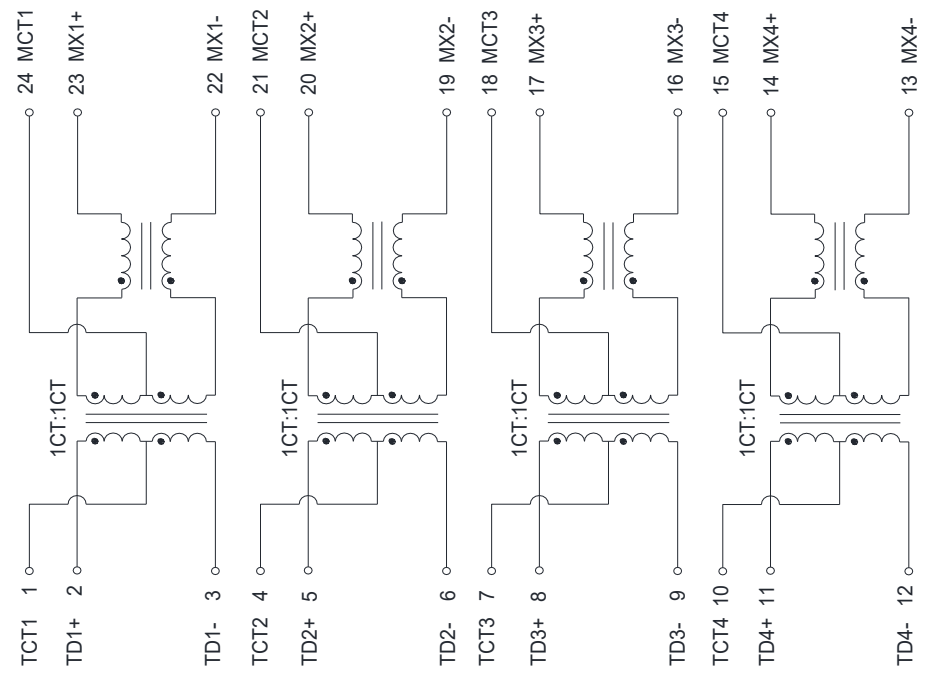 24 MCT1
23 MX1+
22 MX1-
21 MCT2
20 MX2+
19 MX2-
18 MCT3
17 MX3+
16 MX3-
15 MCT4
14 MX4+
13 MX4-
1CT:1CT
1CT:1CT
1CT:1CT
1CT:1CT
TCT1 1
TD1+ 2
TD1- 3
TCT2 4
TD2+ 5
TD2- 6
TCT3 7
TD3+ 8
TD3- 9
TCT4 10
TD4+ 11
TD4- 12